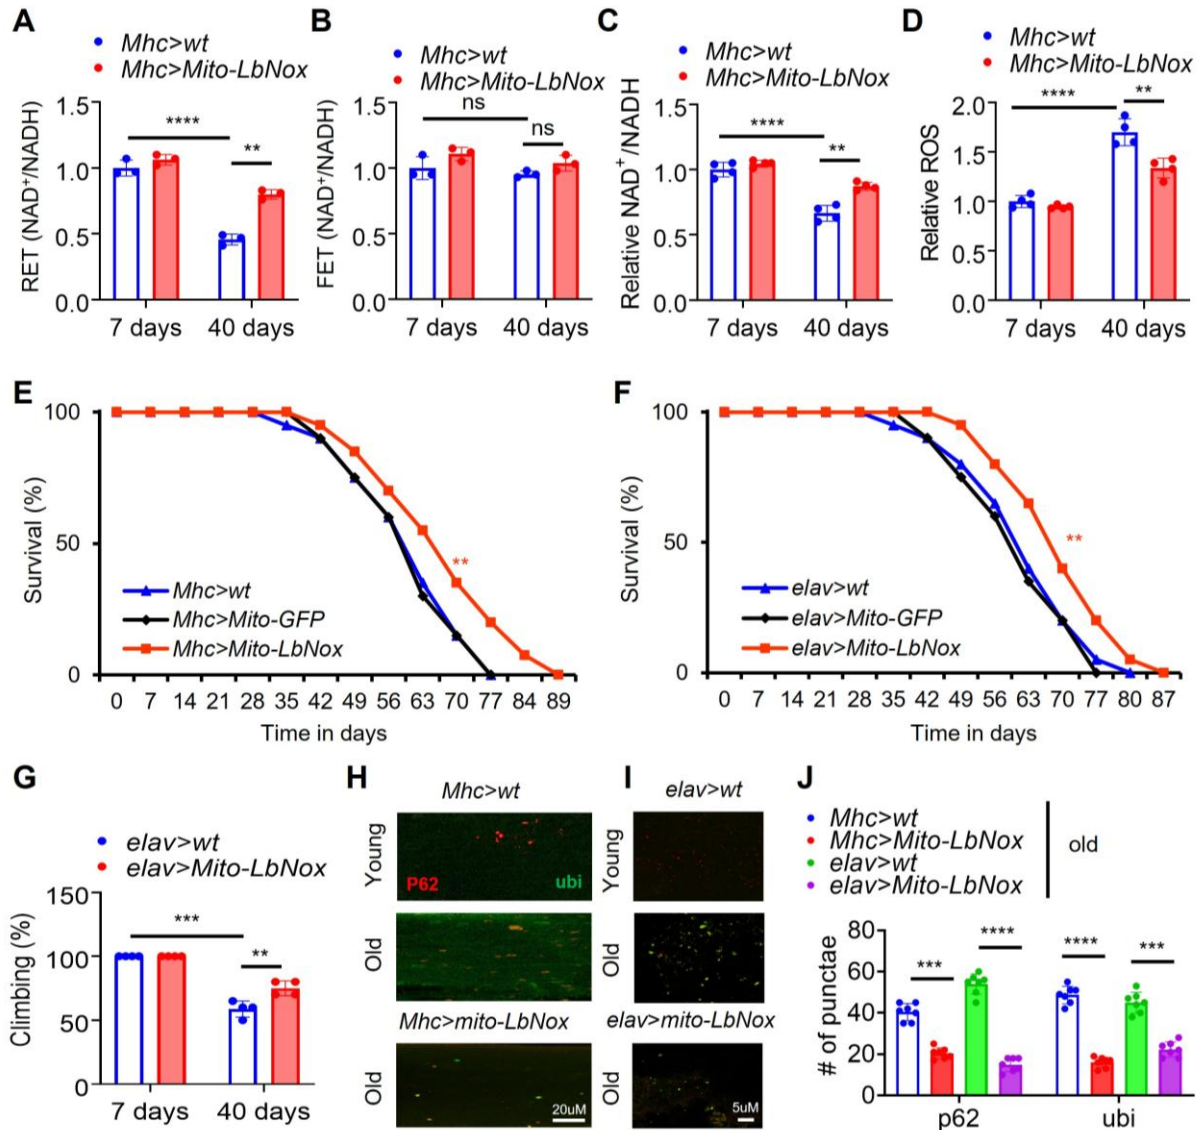 A
Mhc>wt
Mhc>Mito-LbNox
RET (NAD⁺/NADH)
1.5
1.0
0.5
0.0
****
**
7 days
40 days
B
Mhc>wt
Mhc>Mito-LbNox
FET (NAD⁺/NADH)
1.5
1.0
0.5
0.0
ns
ns
7 days
40 days
C
Mhc>wt
Mhc>Mito-LbNox
Relative NAD⁺/NADH
1.5
1.0
0.5
0.0
****
**
7 days
40 days
D
Mhc>wt
Mhc>Mito-LbNox
Relative ROS
2.0
1.5
1.0
0.5
0.0
****
**
7 days
40 days
E
Survival (%)
100
50
0
**
Mhc>wt
Mhc>Mito-GFP
Mhc>Mito-LbNox
0 7 14 21 28 35 42 49 56 63 70 77 84 89
Time in days
F
Survival (%)
100
50
0
**
elav>wt
elav>Mito-GFP
elav>Mito-LbNox
0 7 14 21 28 35 42 49 56 63 70 77 80 87
Time in days
G
elav>wt
elav>Mito-LbNox
Climbing (%)
150
100
50
0
***
**
7 days
40 days
H
Mhc>wt
Young
P62
ubi
Old
Mhc>mito-LbNox
Old
20uM
I
elav>wt
Young
Old
elav>mito-LbNox
Old
5uM
J
Mhc>wt
Mhc>Mito-LbNox
elav>wt
elav>Mito-LbNox
old
# of punctae
80
60
40
20
0
***
****
****
***
p62
ubi